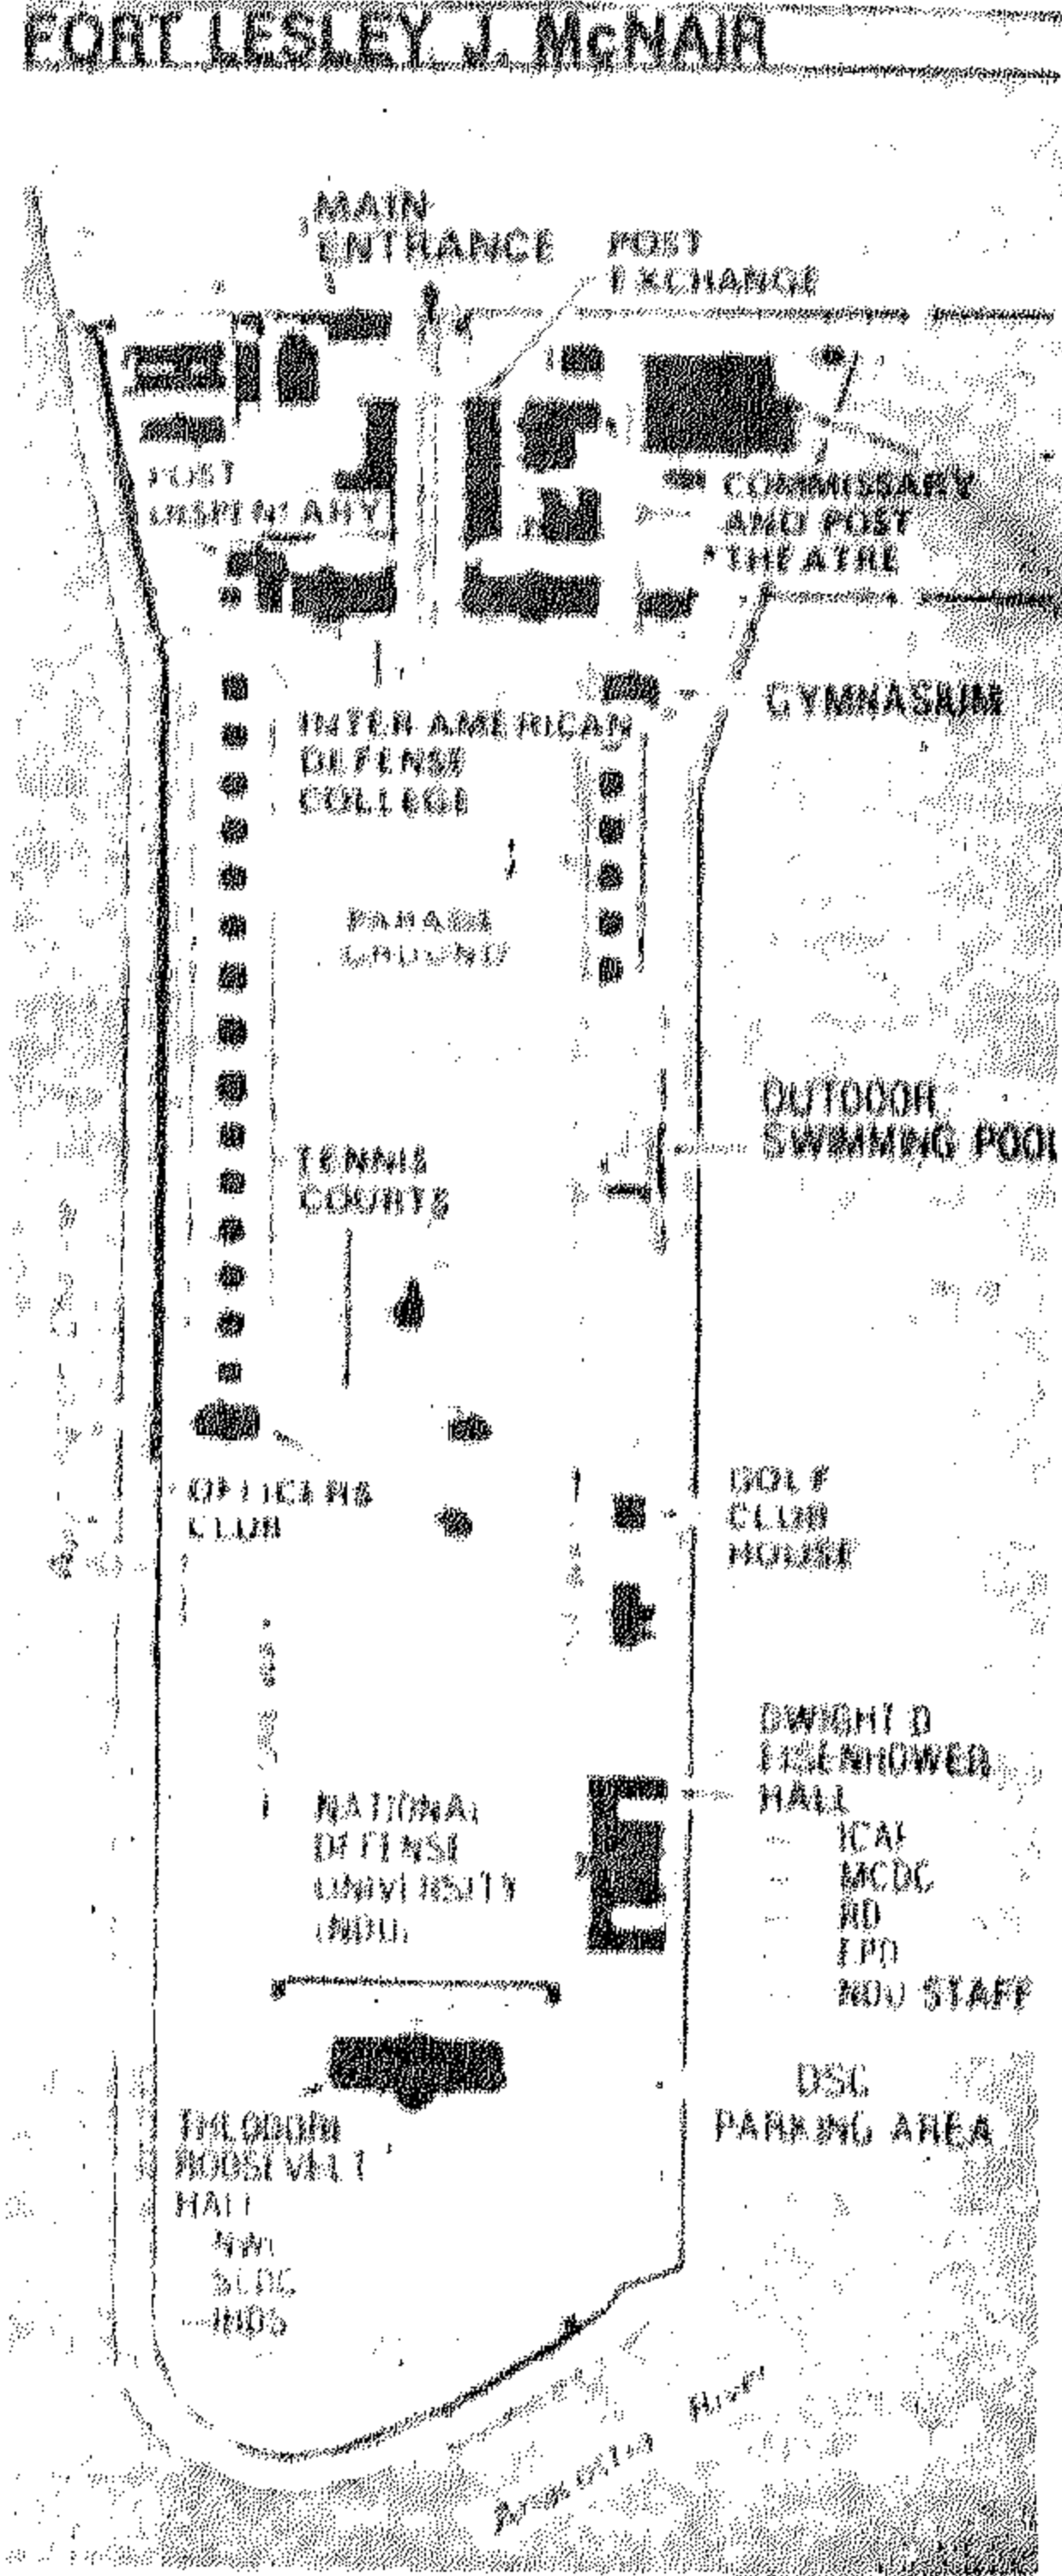 FORT LESLEY J. McNAIR
MAIN
ENTRANCE
POST
EXCHANGE
POST
DISPENSARY
COMMISSARY
AND POST
THEATRE
GYMNASIUM
INTER-AMERICAN
DEFENSE
COLLEGE
PARADE
GROUND
OUTDOOR
SWIMMING POOL
TENNIS
COURTS
OFFICERS
CLUB
GOLF
CLUB
HOUSE
DWIGHT D
EISENHOWER
HALL
ICAF
MCDC
RD
NDU STAFF
NATIONAL
DEFENSE
UNIVERSITY
(NDU)
THEODORE
ROOSEVELT
HALL
NWC
DSC
PARKING AREA
River